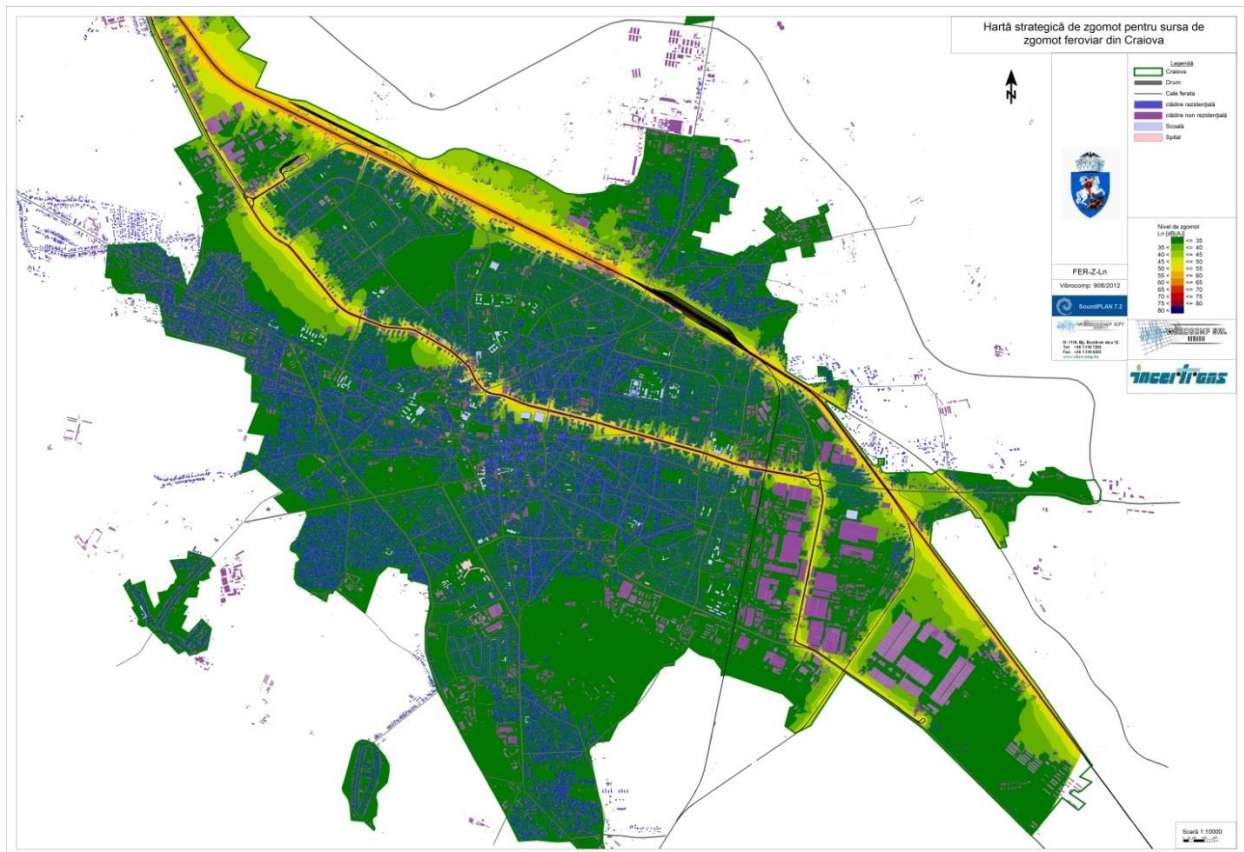 Hartă strategică de zgomot pentru sursa de
zgomot feroviar din Craiova
N
Legendă
Craiova
Drum
Cale ferata
clădire rezidențială
clădire non rezidențială
Scoală
Spital
Nivel de zgomot
Ln [dB(A)]
<= 35
35 < <= 40
40 < <= 45
45 < <= 50
50 < <= 55
55 < <= 60
60 < <= 65
65 < <= 70
70 < <= 75
75 < <= 80
80 <
FER-Z-Ln
Vibrocomp 908/2012
SoundPLAN 7.2
incertrans
Scară 1:10000